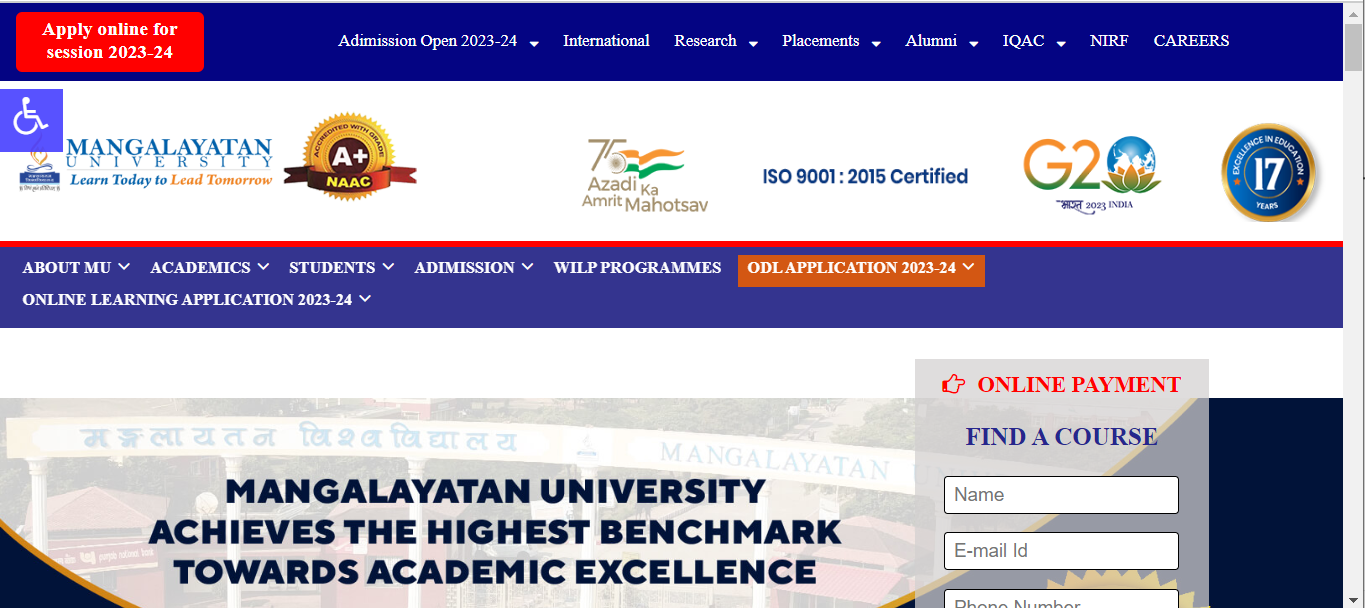 Apply online for
session 2023-24
Adimission Open 2023-24
International
Research
Placements
Alumni
IQAC
NIRF
CAREERS
MANGALAYATAN
UNIVERSITY
Learn Today to Lead Tomorrow
ACCREDITED WITH GRADE
A+
NAAC
75
Azadi Ka
Amrit Mahotsav
ISO 9001 : 2015 Certified
G20
भारत 2023 INDIA
EXCELLENCE IN EDUCATION
17
YEARS
ABOUT MU
ACADEMICS
STUDENTS
ADIMISSION
WILP PROGRAMMES
ODL APPLICATION 2023-24
ONLINE LEARNING APPLICATION 2023-24
ONLINE PAYMENT
FIND A COURSE
Name
E-mail Id
Phone Number
मङ्गलायतन विश्वविद्यालय
MANGALAYATAN
MANGALAYATAN UNIVERSITY
ACHIEVES THE HIGHEST BENCHMARK
TOWARDS ACADEMIC EXCELLENCE
punjab national bank